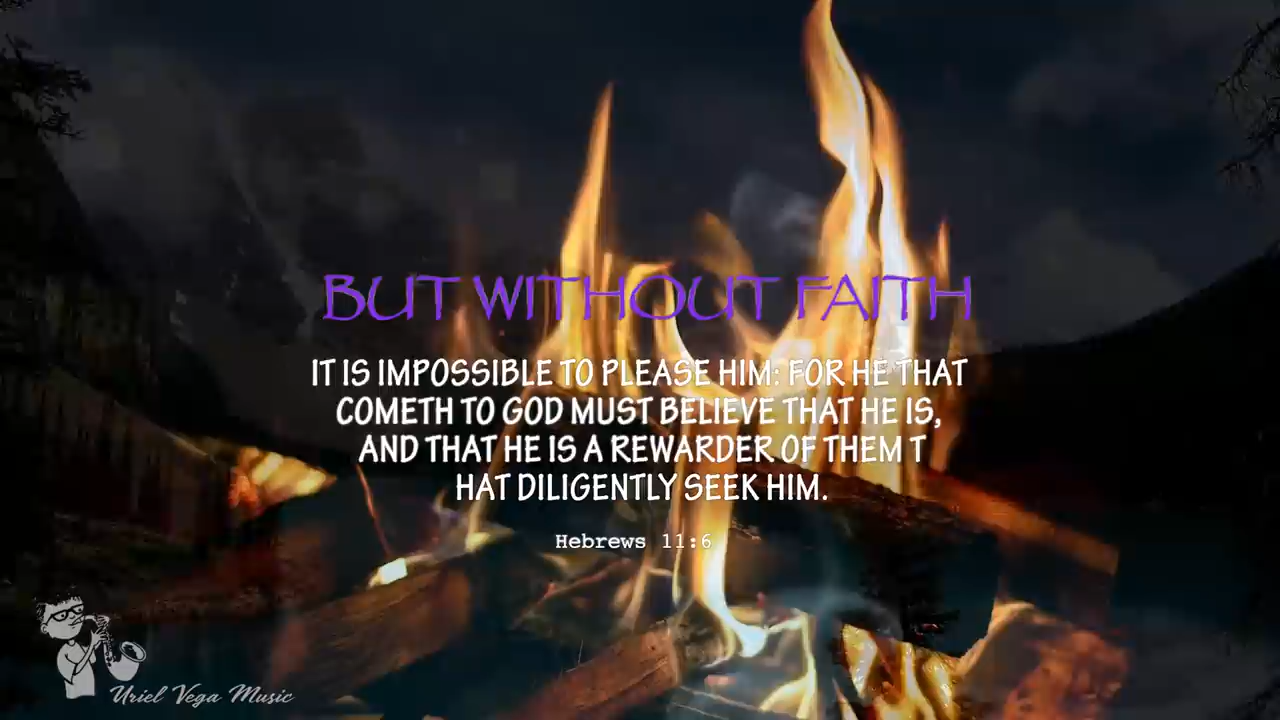 BUT WITHOUT FAITH
IT IS IMPOSSIBLE TO PLEASE HIM: FOR HE THAT
COMETH TO GOD MUST BELIEVE THAT HE IS,
AND THAT HE IS A REWARDER OF THEM T
HAT DILIGENTLY SEEK HIM.
Hebrews 11:6
Uriel Vega Music